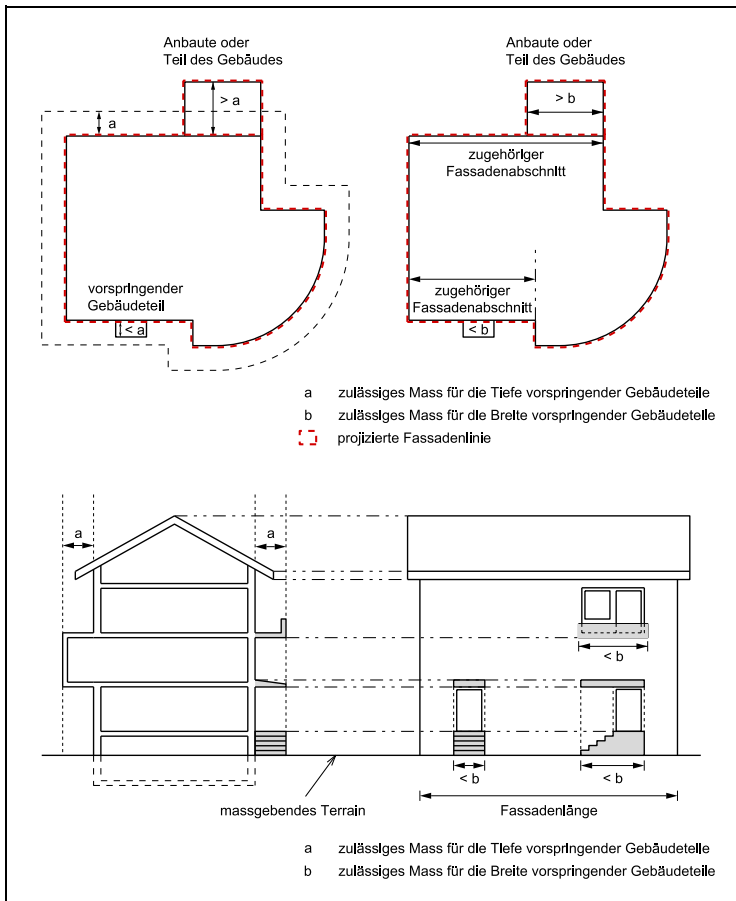 Anbaute oder
Teil des Gebäudes
> a
a
vorspringender
Gebäudeteil
< a
Anbaute oder
Teil des Gebäudes
> b
zugehöriger
Fassadenabschnitt
zugehöriger
Fassadenabschnitt
< b
a zulässiges Mass für die Tiefe vorspringender Gebäudeteile
b zulässiges Mass für die Breite vorspringender Gebäudeteile
projizierte Fassadenlinie
a
a
< b
< b
< b
massgebendes Terrain
Fassadenlänge
a zulässiges Mass für die Tiefe vorspringender Gebäudeteile
b zulässiges Mass für die Breite vorspringender Gebäudeteile